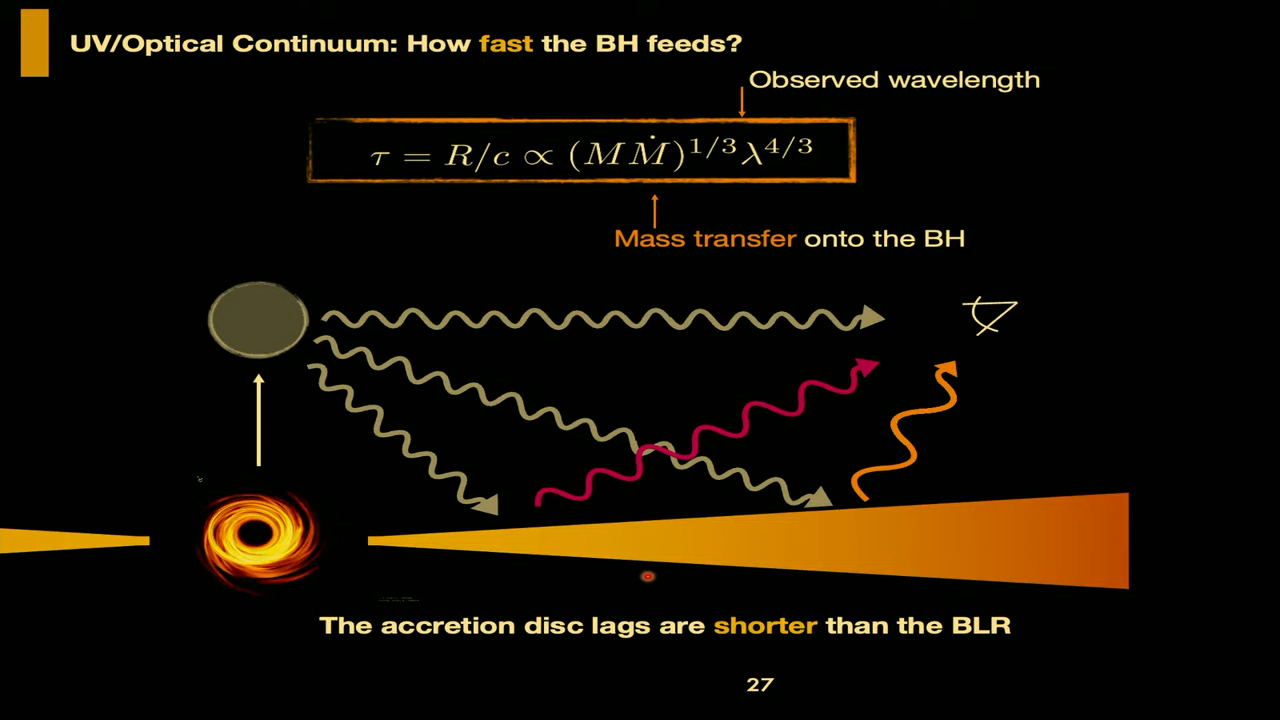 UV/Optical Continuum: How fast the BH feeds?
Observed wavelength
τ = R/c ∝ (MṀ)^{1/3}λ^{4/3}
Mass transfer onto the BH
The accretion disc lags are shorter than the BLR
27